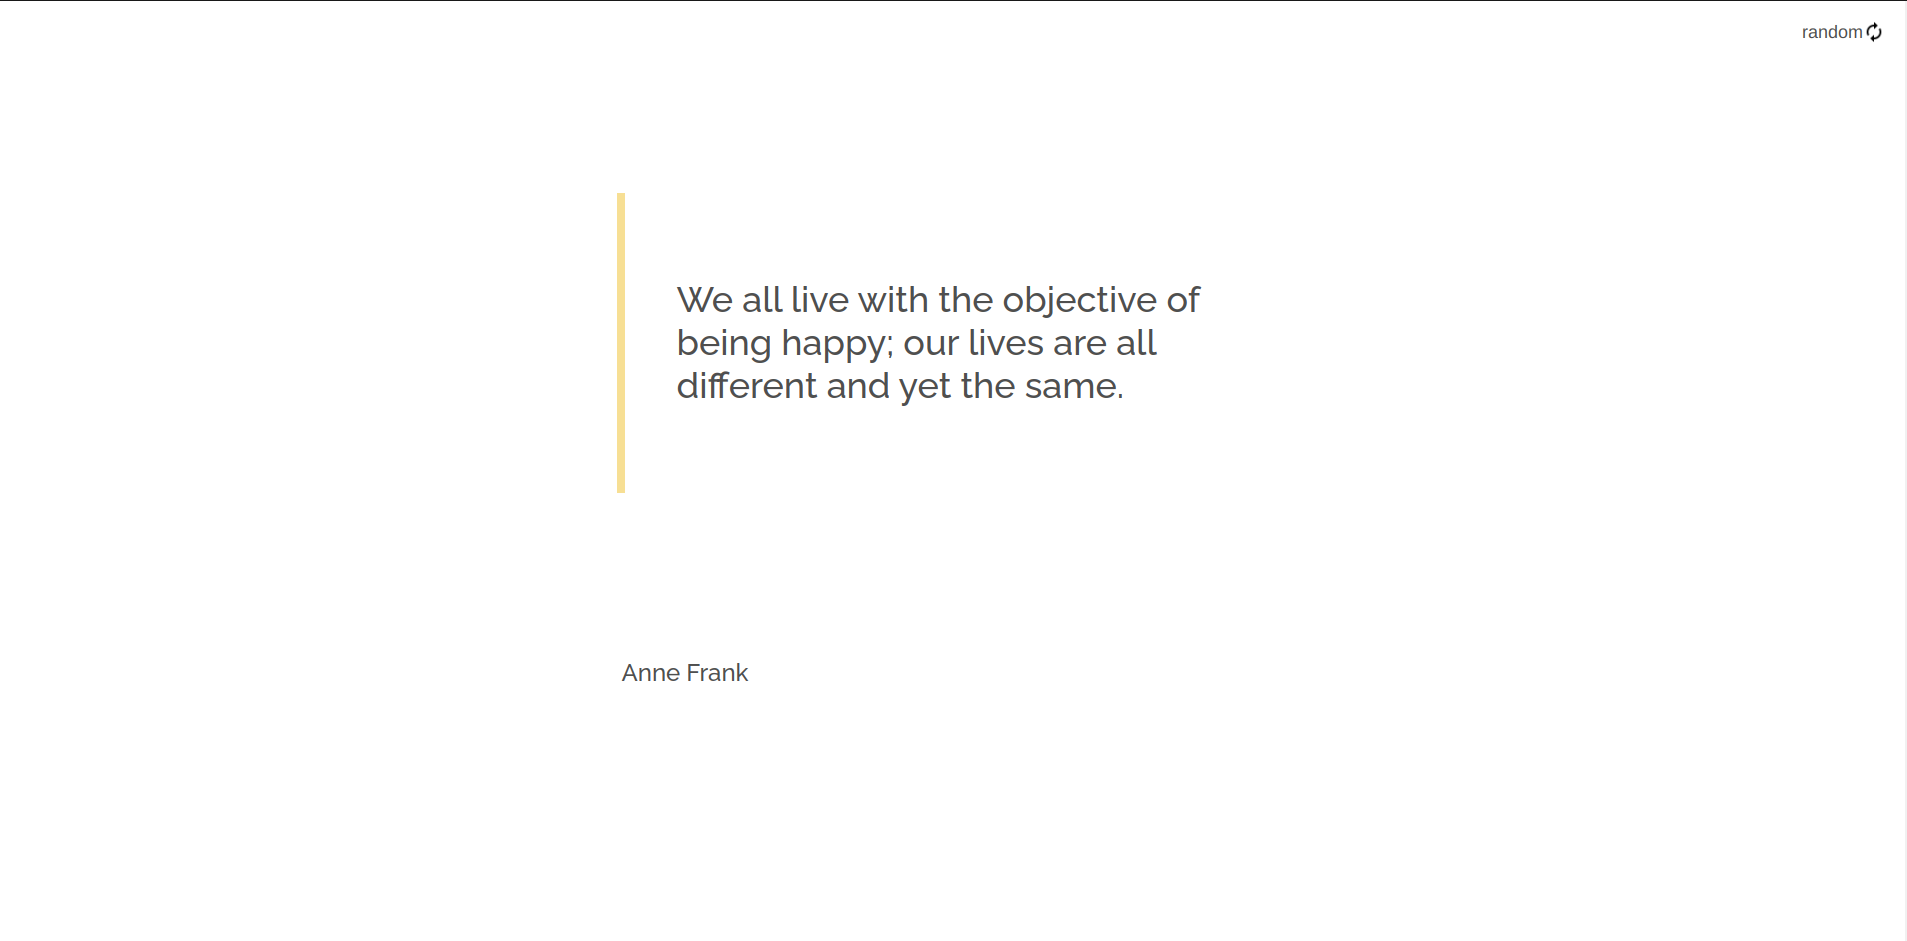 random
We all live with the objective of
being happy; our lives are all
different and yet the same.
Anne Frank